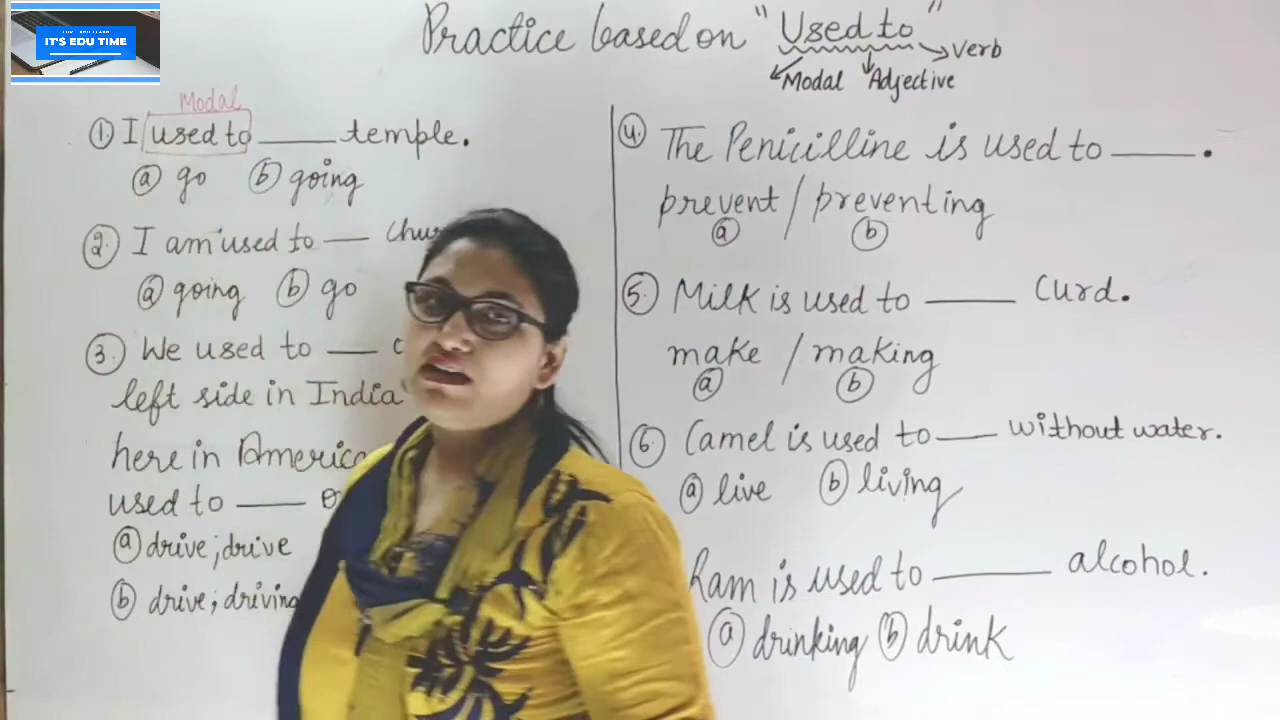 IT'S EDU TIME
Practice based on "Used to"
Verb
Modal Adjective
Modal
① I used to ____ temple.
ⓐ go ⓑ going
②. I am used to ___
ⓐ going ⓑ go
③. We used to ___
left side in India
here in America
used to ____
ⓐ drive; drive
ⓑ drive; driving
④ The Penicilline is used to ____.
prevent / preventing
ⓐ ⓑ
⑤. Milk is used to ____ Curd.
make / making
ⓐ ⓑ
⑥. Camel is used to ___ without water.
ⓐ live ⓑ living
Ram is used to ______ alcohol.
ⓐ drinking ⓑ drink